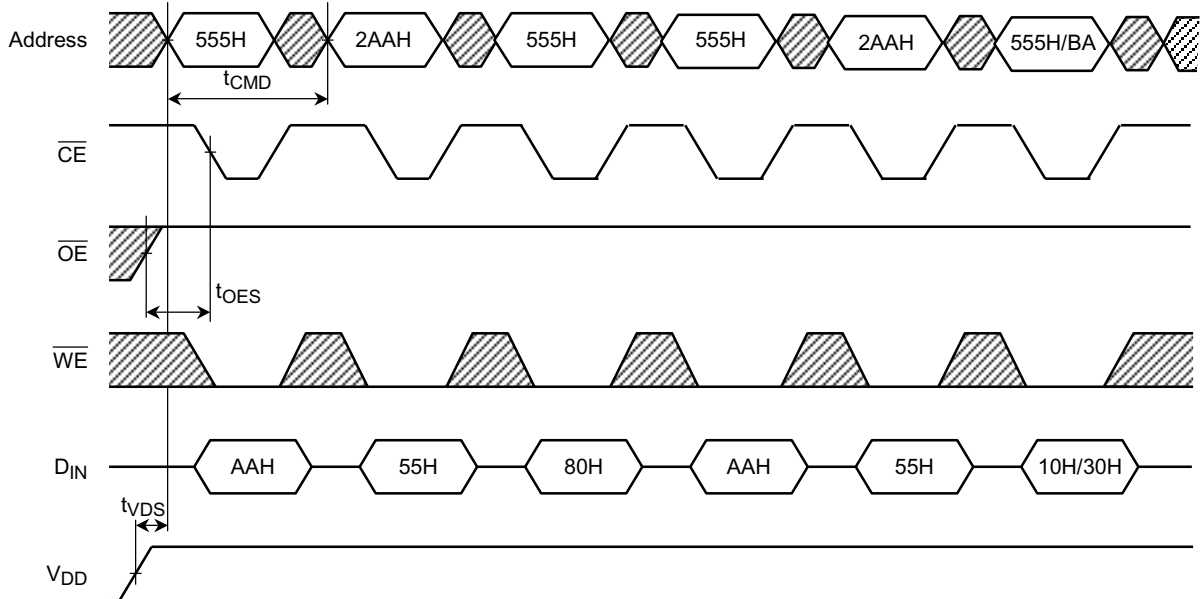 Address 555H 2AAH 555H 555H 2AAH 555H/BA
tCMD
CE
OE
tOES
WE
DIN AAH 55H 80H AAH 55H 10H/30H
tVDS
VDD